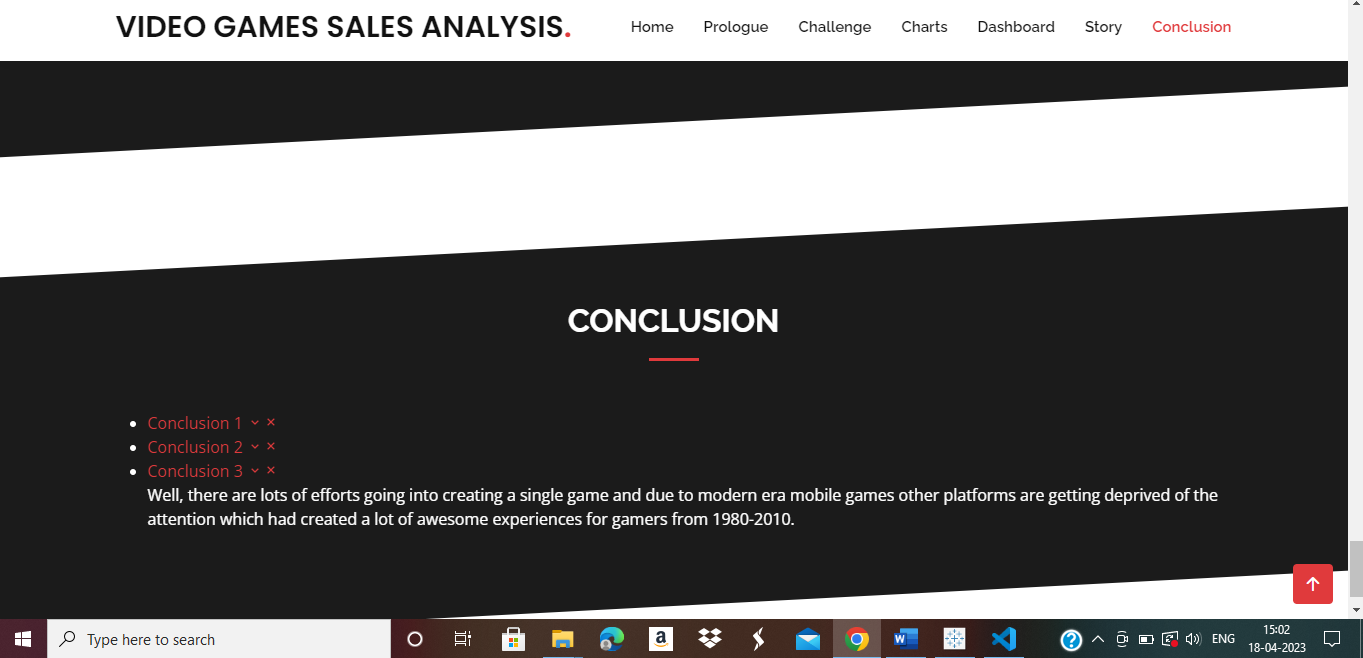 VIDEO GAMES SALES ANALYSIS.
Home Prologue Challenge Charts Dashboard Story Conclusion
CONCLUSION
Conclusion 1
Conclusion 2
Conclusion 3
Well, there are lots of efforts going into creating a single game and due to modern era mobile games other platforms are getting deprived of the
attention which had created a lot of awesome experiences for gamers from 1980-2010.
Type here to search
ENG
15:02
18-04-2023